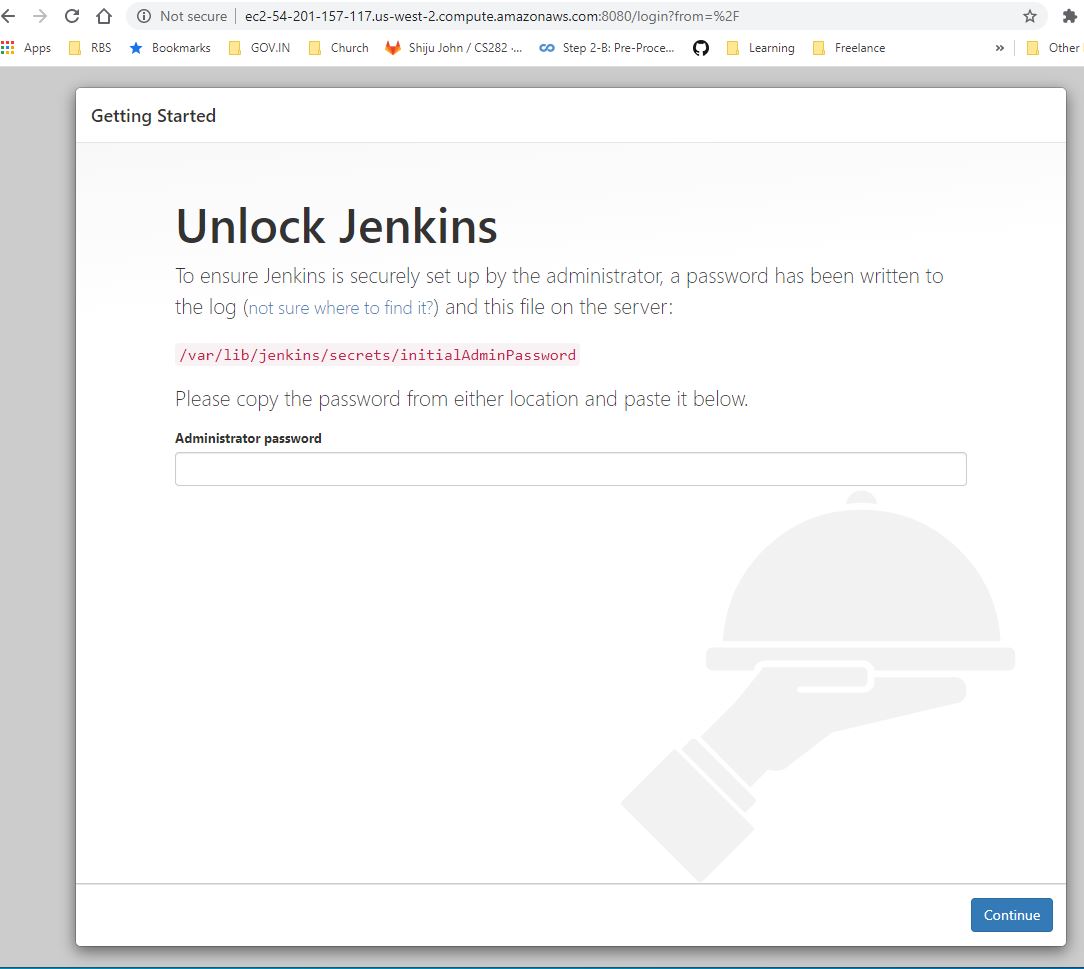 Not secure | ec2-54-201-157-117.us-west-2.compute.amazonaws.com:8080/login?from=%2F
Apps RBS Bookmarks GOV.IN Church Shiju John / CS282 -... Step 2-B: Pre-Proce... Learning Freelance » Other
Getting Started
Unlock Jenkins
To ensure Jenkins is securely set up by the administrator, a password has been written to
the log (not sure where to find it?) and this file on the server:
/var/lib/jenkins/secrets/initialAdminPassword
Please copy the password from either location and paste it below.
Administrator password
Continue